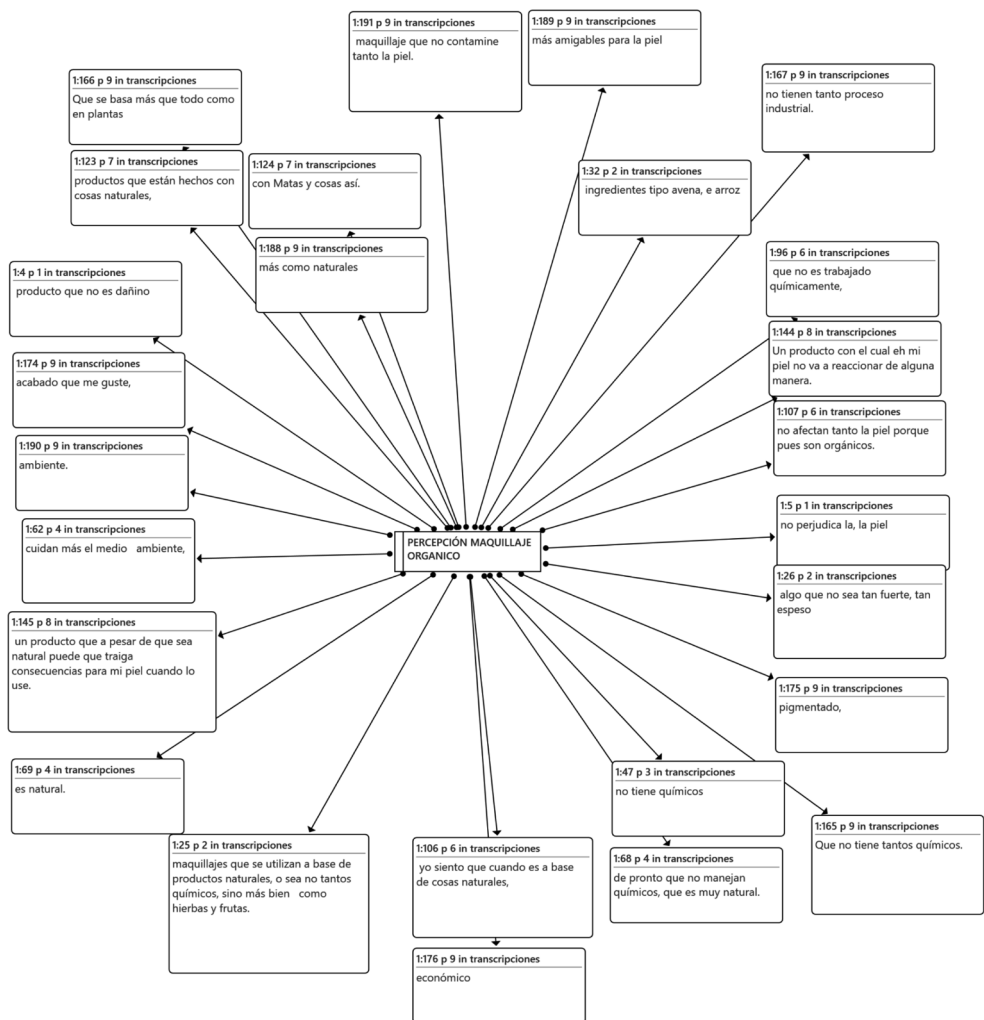 1:191 p 9 in transcripciones
maquillaje que no contamine
tanto la piel.
1:189 p 9 in transcripciones
más amigables para la piel
1:166 p 9 in transcripciones
Que se basa más que todo como
en plantas
1:167 p 9 in transcripciones
no tienen tanto proceso
industrial.
1:123 p 7 in transcripciones
productos que están hechos con
cosas naturales,
1:124 p 7 in transcripciones
con Matas y cosas así.
1:32 p 2 in transcripciones
ingredientes tipo avena, e arroz
1:188 p 9 in transcripciones
más como naturales
1:96 p 6 in transcripciones
que no es trabajado
químicamente,
1:4 p 1 in transcripciones
producto que no es dañino
1:144 p 8 in transcripciones
Un producto con el cual eh mi
piel no va a reaccionar de alguna
manera.
1:174 p 9 in transcripciones
acabado que me guste,
1:107 p 6 in transcripciones
no afectan tanto la piel porque
pues son orgánicos.
1:190 p 9 in transcripciones
ambiente.
1:5 p 1 in transcripciones
no perjudica la, la piel
1:62 p 4 in transcripciones
cuidan más el medio ambiente,
PERCEPCIÓN MAQUILLAJE
ORGANICO
1:26 p 2 in transcripciones
algo que no sea tan fuerte, tan
espeso
1:145 p 8 in transcripciones
un producto que a pesar de que sea
natural puede que traiga
consecuencias para mi piel cuando lo
use.
1:175 p 9 in transcripciones
pigmentado,
1:69 p 4 in transcripciones
es natural.
1:47 p 3 in transcripciones
no tiene químicos
1:165 p 9 in transcripciones
Que no tiene tantos químicos.
1:25 p 2 in transcripciones
maquillajes que se utilizan a base de
productos naturales, o sea no tantos
químicos, sino más bien como
hierbas y frutas.
1:106 p 6 in transcripciones
yo siento que cuando es a base
de cosas naturales,
1:68 p 4 in transcripciones
de pronto que no manejan
químicos, que es muy natural.
1:176 p 9 in transcripciones
económico